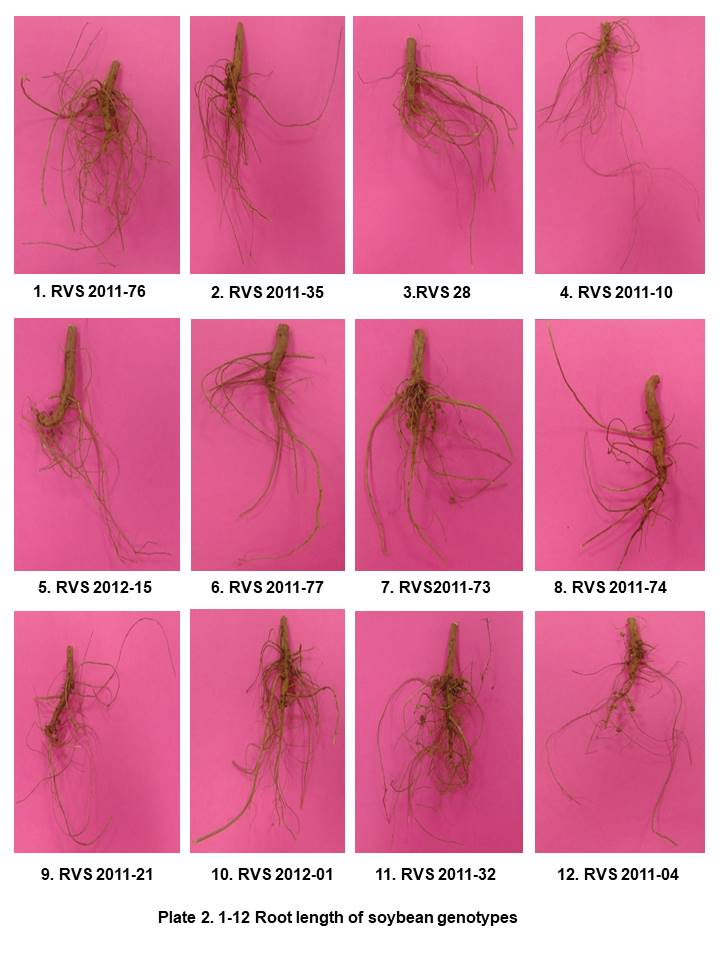 1. RVS 2011-76
2. RVS 2011-35
3.RVS 28
4. RVS 2011-10
5. RVS 2012-15
6. RVS 2011-77
7. RVS2011-73
8. RVS 2011-74
9. RVS 2011-21
10. RVS 2012-01
11. RVS 2011-32
12. RVS 2011-04
Plate 2. 1-12 Root length of soybean genotypes